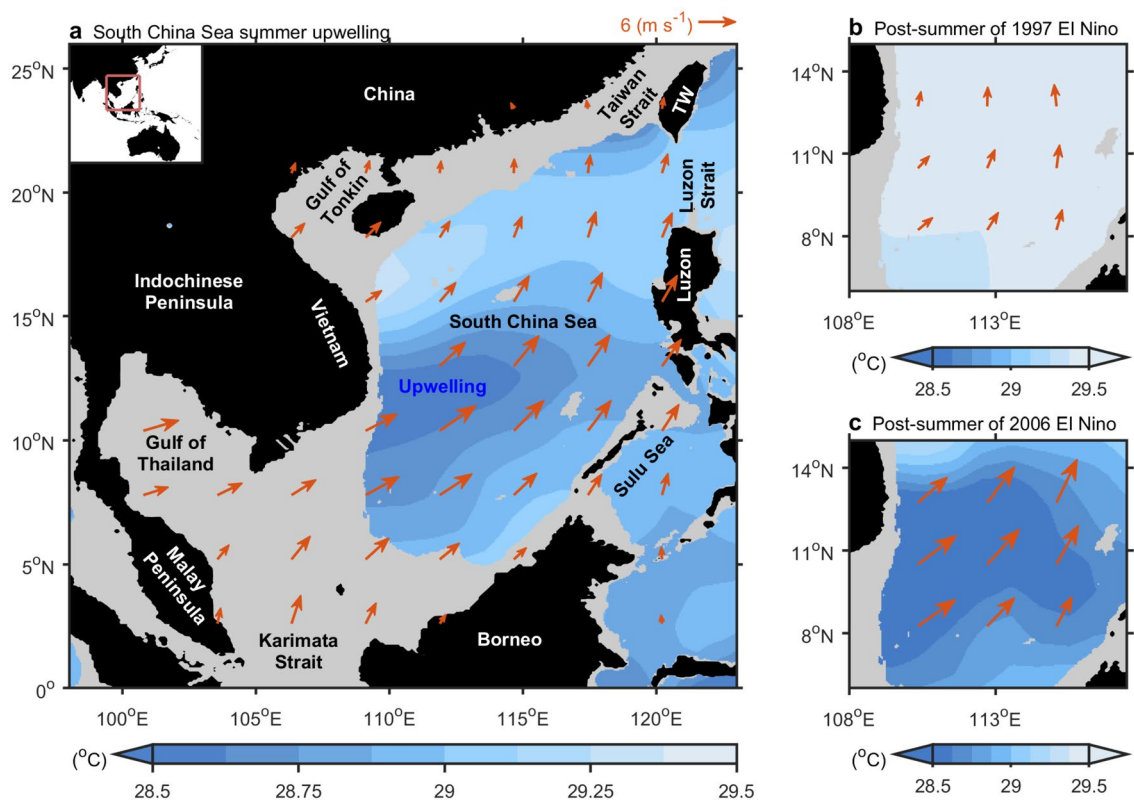 a South China Sea summer upwelling
6 (m s⁻¹)
25°N
20°N
15°N
10°N
5°N
0°
China
Taiwan
Strait
TW
Gulf of
Tonkin
Luzon
Strait
Indochinese
Peninsula
Vietnam
Luzon
South China Sea
Upwelling
Gulf of
Thailand
Sulu Sea
Malay
Peninsula
Karimata
Strait
Borneo
100°E 105°E 110°E 115°E 120°E
(°C)
28.5 28.75 29 29.25 29.5
b Post-summer of 1997 El Nino
14°N
11°N
8°N
108°E 113°E
(°C)
28.5 29 29.5
c Post-summer of 2006 El Nino
14°N
11°N
8°N
108°E 113°E
(°C)
28.5 29 29.5